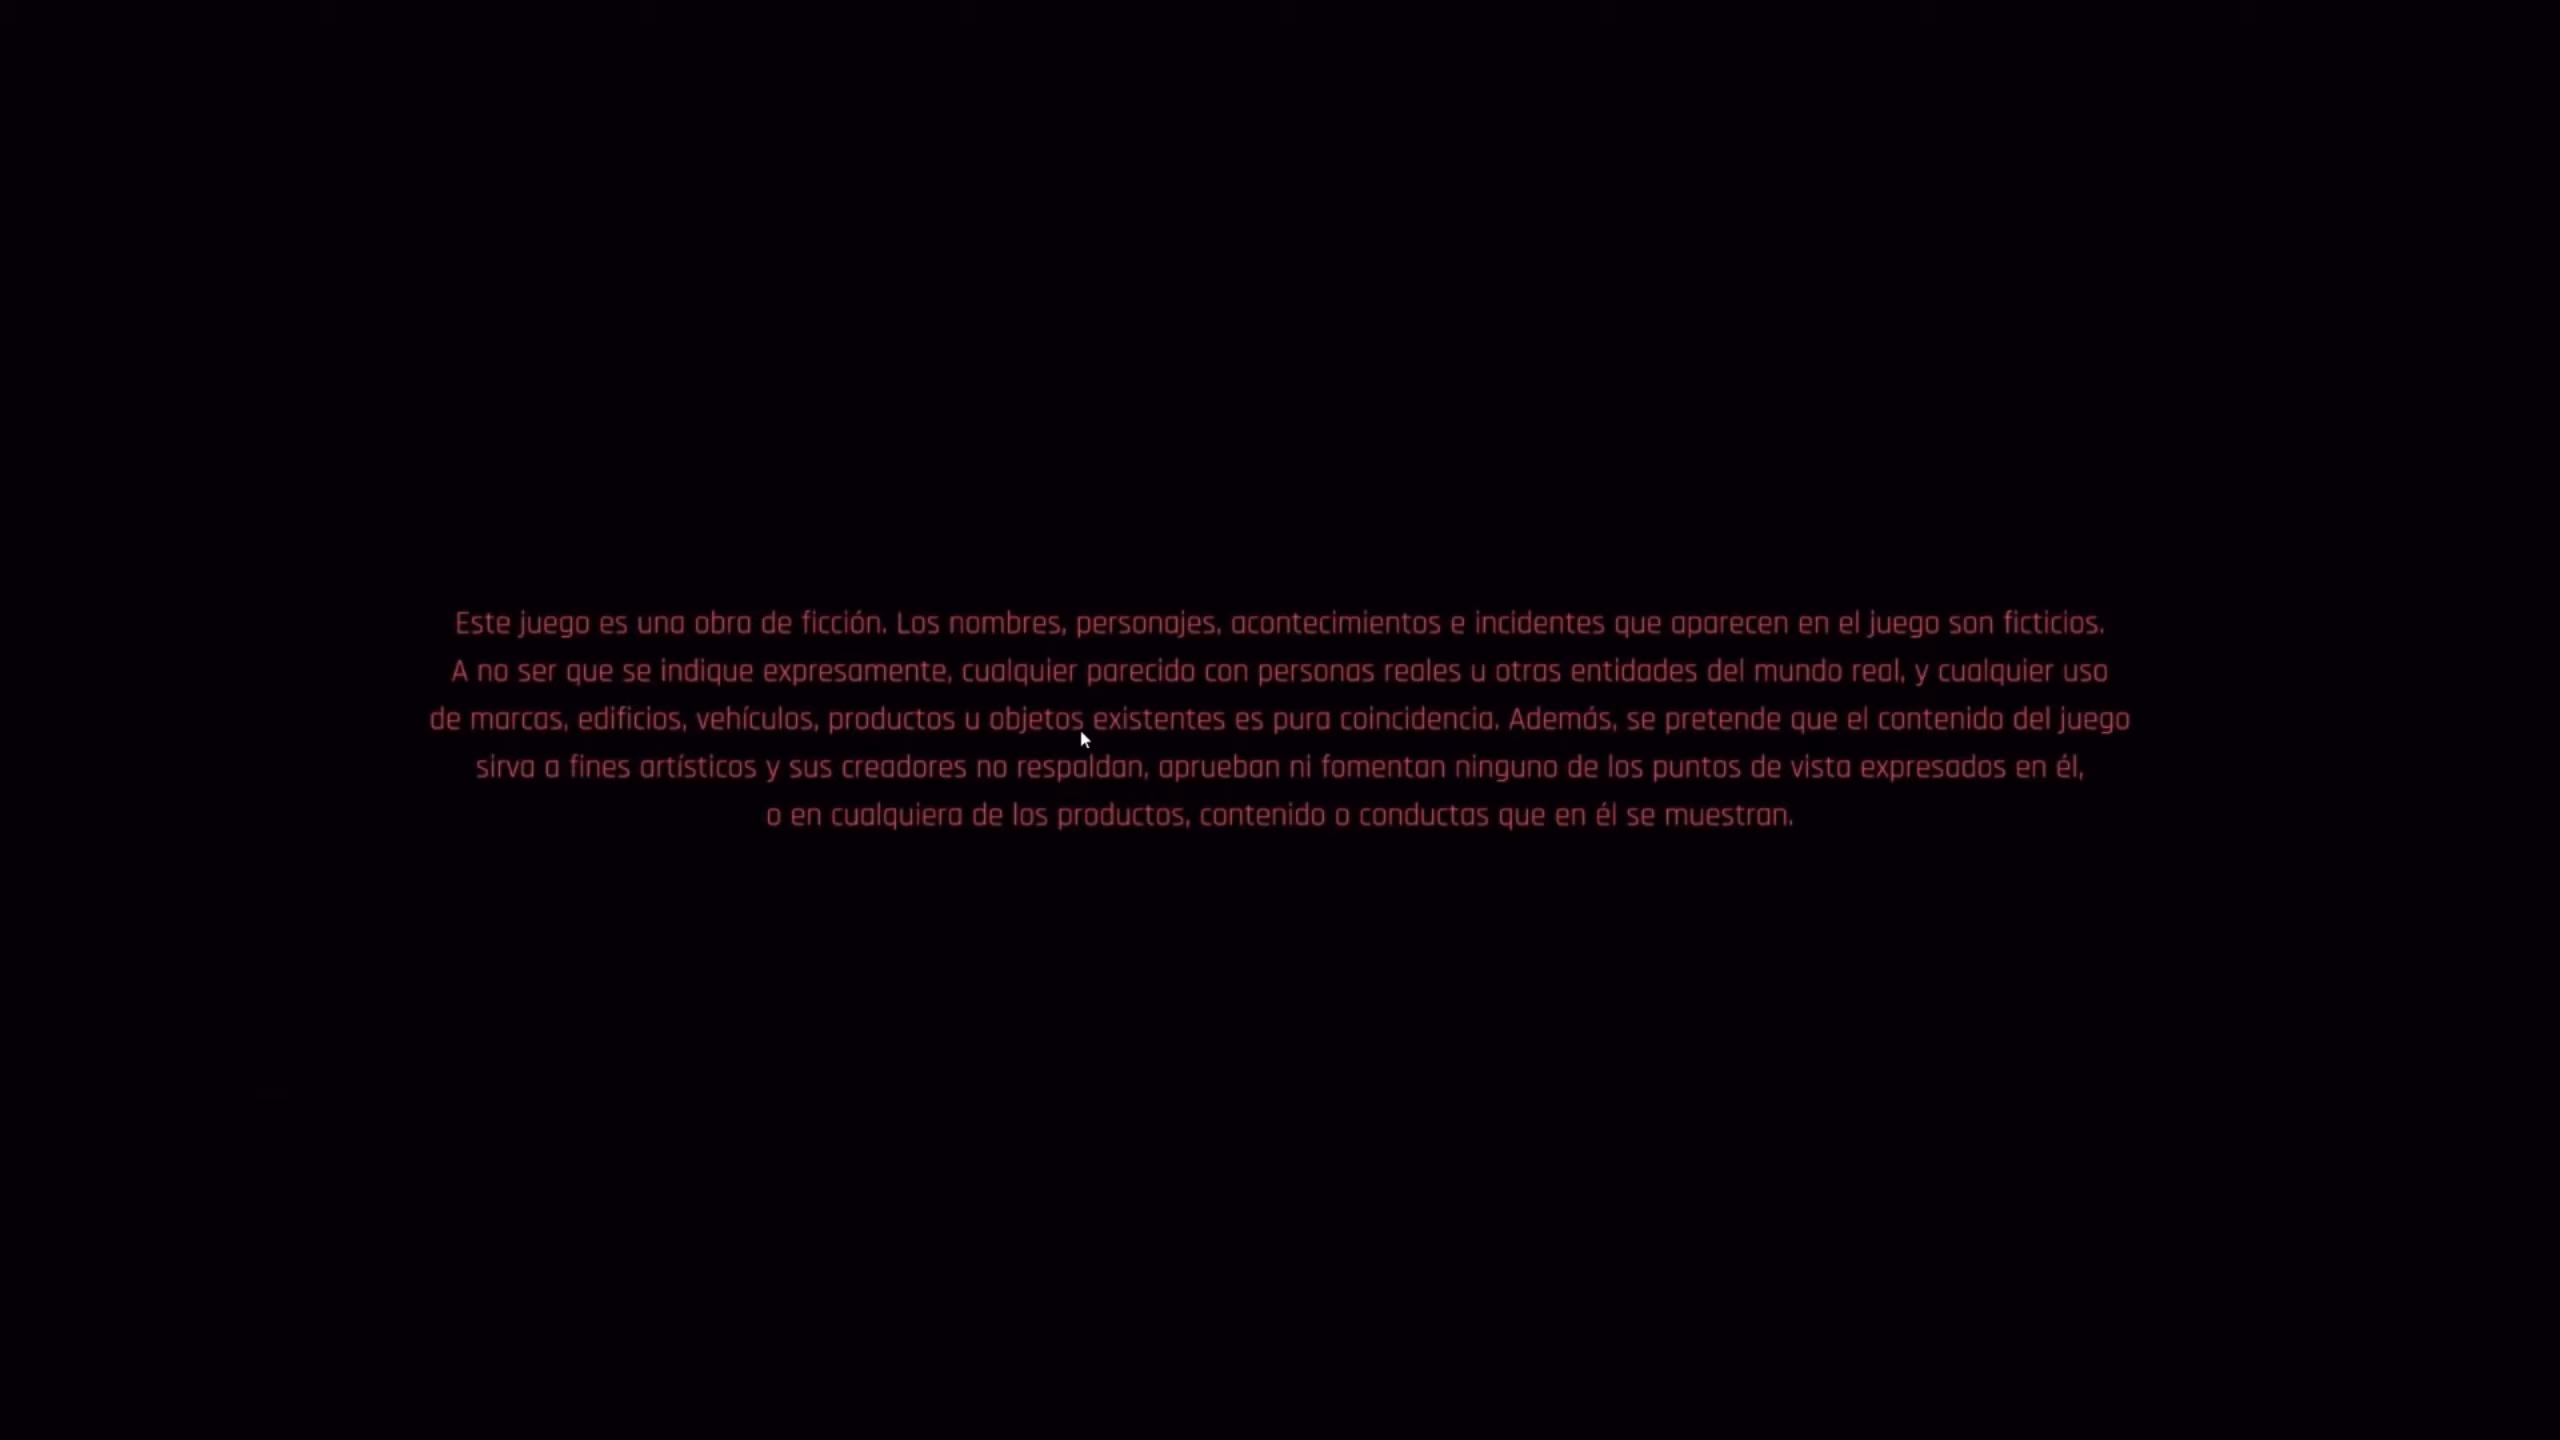 Este juego es una obra de ficción. Los nombres, personajes, acontecimientos e incidentes que aparecen en el juego son ficticios.
A no ser que se indique expresamente, cualquier parecido con personas reales u otras entidades del mundo real, y cualquier uso
de marcas, edificios, vehículos, productos u objetos existentes es pura coincidencia. Además, se pretende que el contenido del juego
sirva a fines artísticos y sus creadores no respaldan, aprueban ni fomentan ninguno de los puntos de vista expresados en él,
o en cualquiera de los productos, contenido o conductas que en él se muestran.